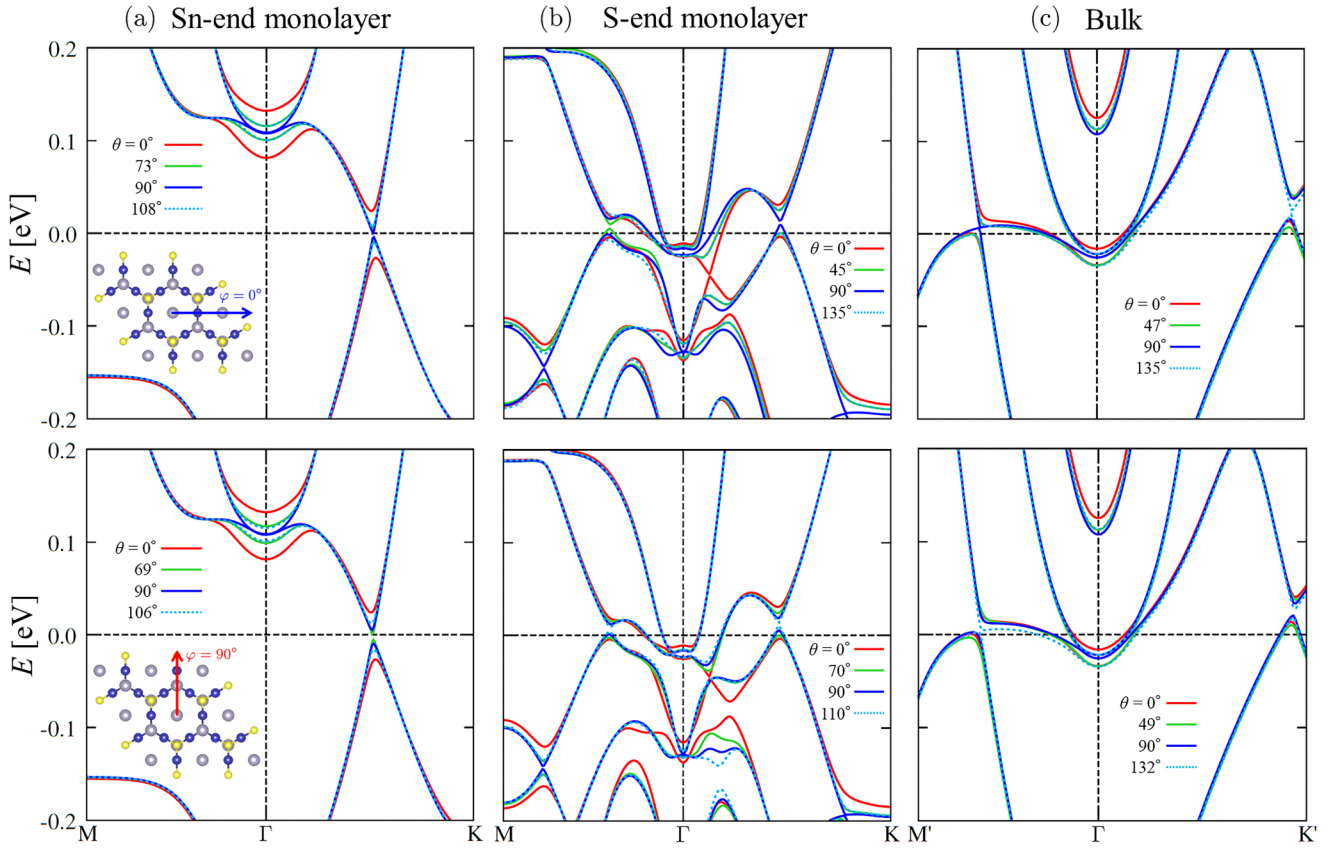 (a) Sn-end monolayer
(b) S-end monolayer
(c) Bulk
E [eV]
0.2
0.1
0.0
-0.1
-0.2
θ = 0°
73°
90°
108°
φ = 0°
θ = 0°
45°
90°
135°
θ = 0°
47°
90°
135°
E [eV]
0.2
0.1
0.0
-0.1
-0.2
θ = 0°
69°
90°
106°
φ = 90°
θ = 0°
70°
90°
110°
θ = 0°
49°
90°
132°
M Γ K
M Γ K
M' Γ K'